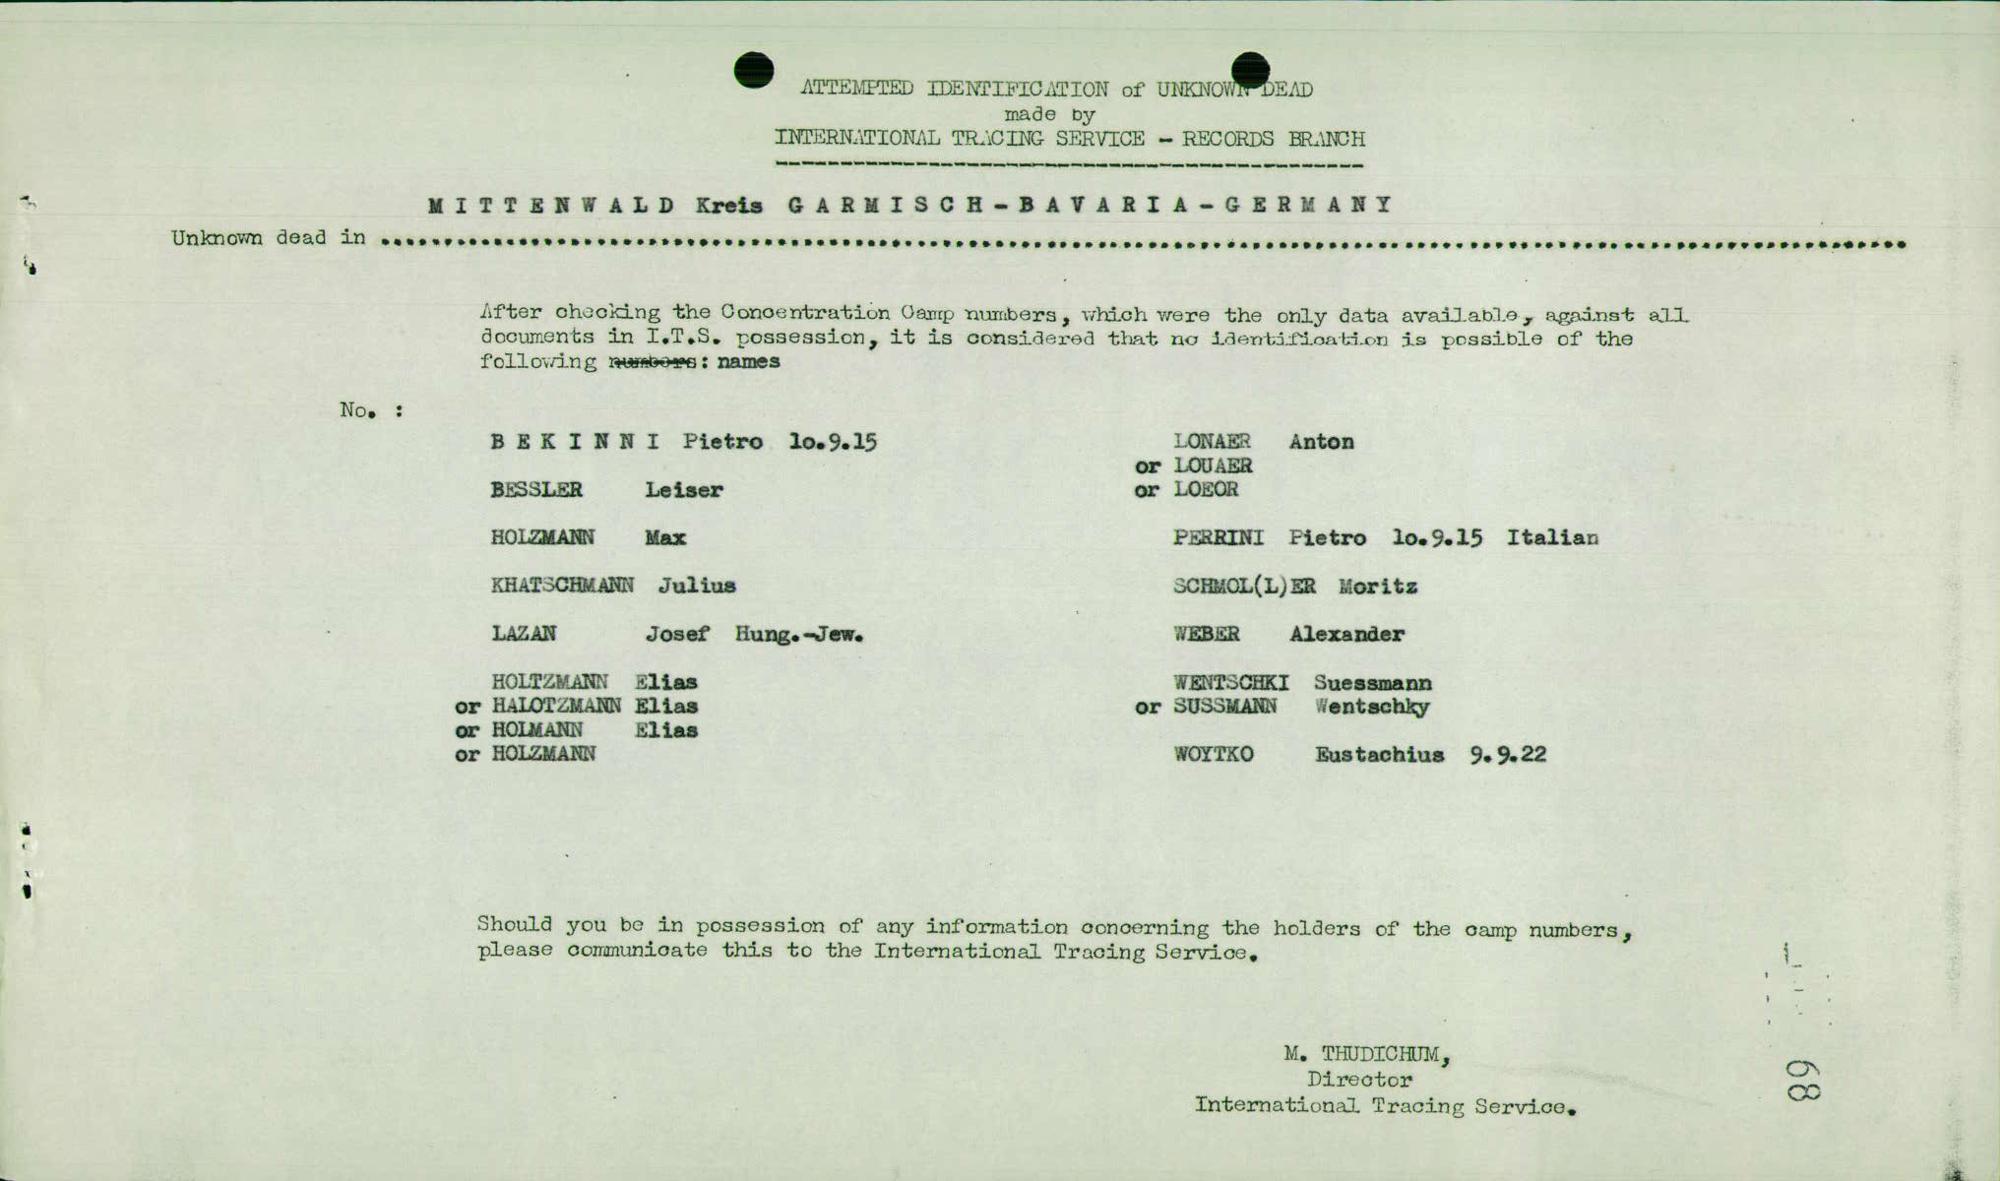 ATTEMPTED IDENTIFICATION of UNKNOWN DEAD
made by
INTERNATIONAL TRACING SERVICE - RECORDS BRANCH
MITTENWALD Kreis GARMISCH-BAVARIA-GERMANY
Unknown dead in
After checking the Concentration Camp numbers, which were the only data available, against all
documents in I.T.S. possession, it is considered that no identification is possible of the
following numbers: names
No. :
BEKINNI Pietro 1o.9.15
BESSLER Leiser
HOLZMANN Max
KHATSCHMANN Julius
LAZAN Josef Hung.-Jew.
HOLTZMANN Elias
or HALOTZMANN Elias
or HOLMANN Elias
or HOLZMANN
LONAER Anton
or LOUAER
or LOEOR
PERRINI Pietro 1o.9.15 Italian
SCHMOL(L)ER Moritz
WEBER Alexander
WENTSCHKI Suessmann
or SUSSMANN Wentschky
WOYTKO Eustachius 9.9.22
Should you be in possession of any information concerning the holders of the camp numbers,
please communicate this to the International Tracing Service.
M. THUDICHUM,
Director
International Tracing Service.
68